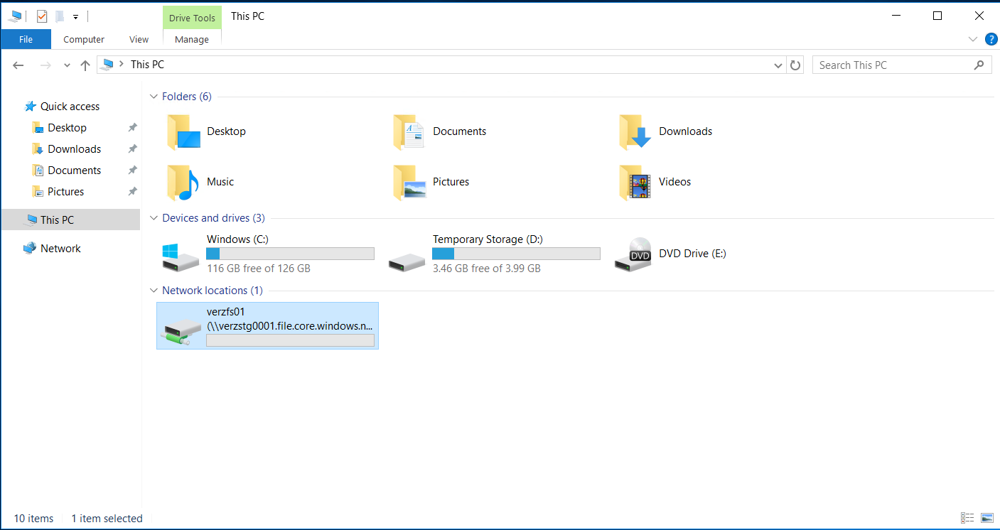 Drive Tools
This PC
File
Computer
View
Manage
?
This PC
Search This PC
Quick access
Desktop
Downloads
Documents
Pictures
This PC
Network
Folders (6)
Desktop
Documents
Downloads
Music
Pictures
Videos
Devices and drives (3)
Windows (C:)
116 GB free of 126 GB
Temporary Storage (D:)
3.46 GB free of 3.99 GB
DVD
DVD Drive (E:)
Network locations (1)
verzfs01
(\\verzstg0001.file.core.windows.n...
10 items
1 item selected